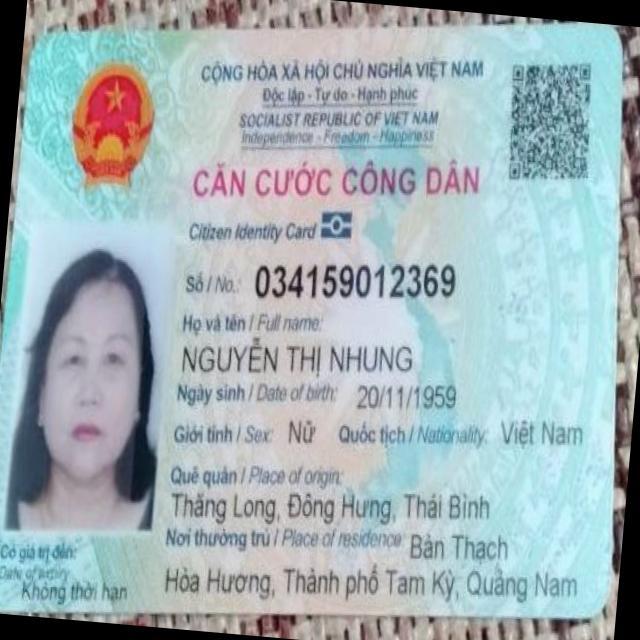 CỘNG HÒA XÃ HỘI CHỦ NGHĨA VIỆT NAM
Độc lập - Tự do - Hạnh phúc
SOCIALIST REPUBLIC OF VIET NAM
Independence - Freedom - Happiness
CĂN CƯỚC CÔNG DÂN
Citizen Identity Card
Số / No.: 034159012369
Họ và tên / Full name:
NGUYỄN THỊ NHUNG
Ngày sinh / Date of birth: 20/11/1959
Giới tính / Sex: Nữ Quốc tịch / Nationality: Việt Nam
Quê quán / Place of origin:
Thăng Long, Đông Hưng, Thái Bình
Nơi thường trú / Place of residence: Bàn Thạch
Hòa Hương, Thành phố Tam Kỳ, Quảng Nam
Có giá trị đến:
Date of expiry
Không thời hạn